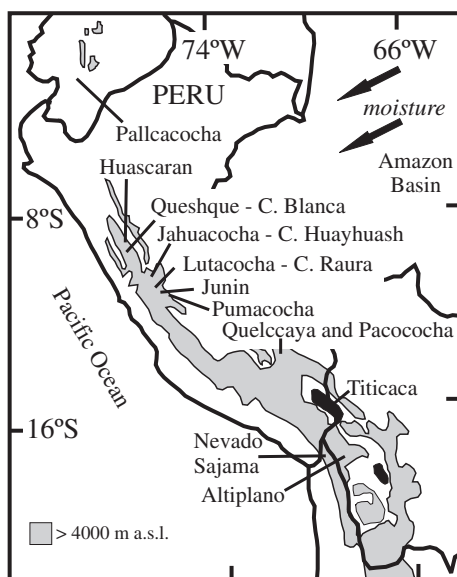 74ºW 66ºW
PERU
moisture
Pallcacocha
Amazon
Basin
Huascaran
Queshque - C. Blanca
8ºS
Jahuacocha - C. Huayhuash
Lutacocha - C. Raura
Junin
Pumacocha
Quelccaya and Pacococha
Pacific Ocean
Titicaca
16ºS
Nevado
Sajama
Altiplano
> 4000 m a.s.l.